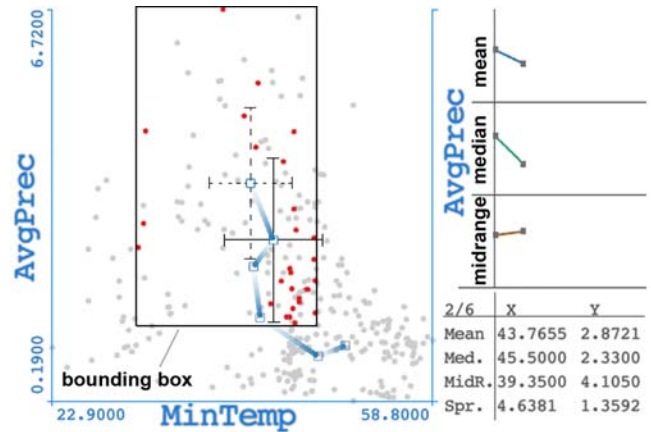 6.7200
AvgPrec
0.1900
bounding box
22.9000 MinTemp 58.8000
AvgPrec
mean
median
midrange
2/6 X Y
Mean 43.7655 2.8721
Med. 45.5000 2.3300
MidR. 39.3500 4.1050
Spr. 4.6381 1.3592